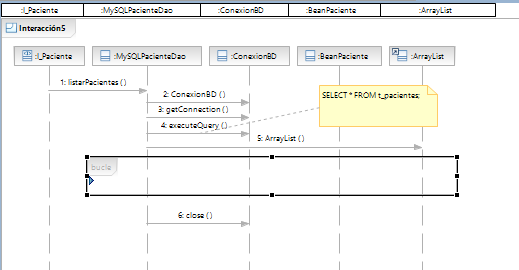 :I_Paciente :MySQLPacienteDao :ConexionBD :BeanPaciente :ArrayList
Interacción5
:I_Paciente :MySQLPacienteDao :ConexionBD :BeanPaciente :ArrayList
1: listarPacientes ( )
2: ConexionBD ( )
3: getConnection ( )
SELECT * FROM t_pacientes;
4: executeQuery ( )
5: ArrayList ( )
bucle
6: close ( )